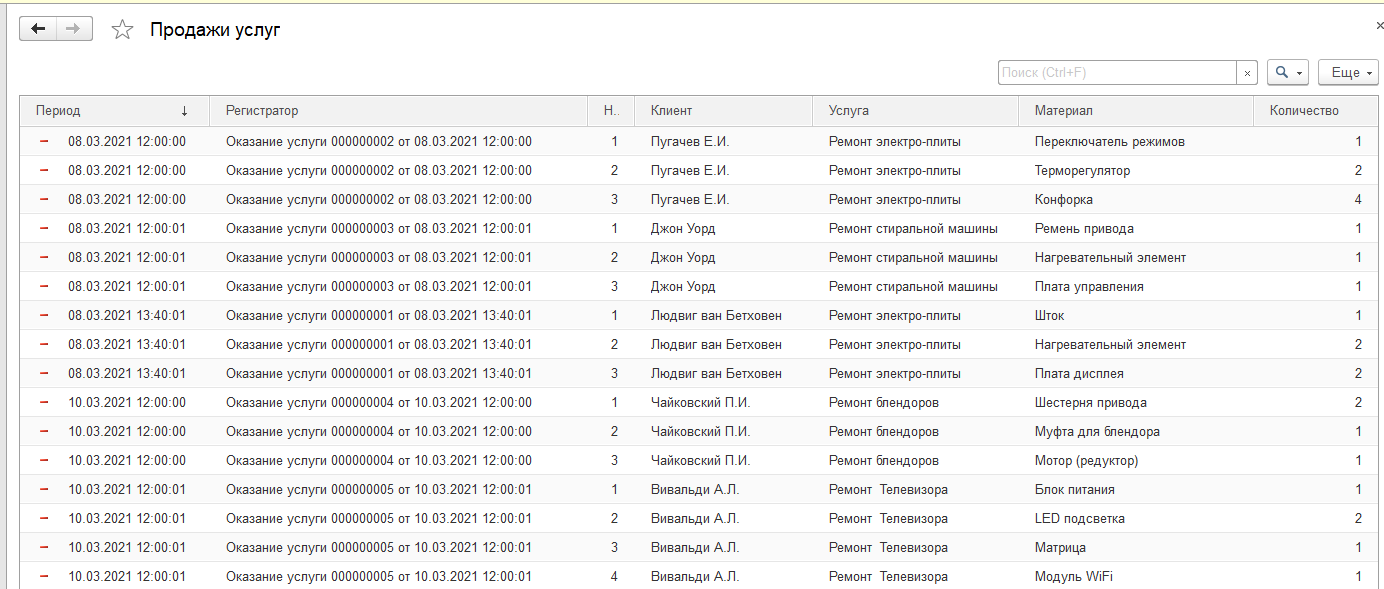 Продажи услуг
Поиск (Ctrl+F) × Еще
Период ↓ Регистратор Н.. Клиент Услуга Материал Количество
08.03.2021 12:00:00 Оказание услуги 000000002 от 08.03.2021 12:00:00 1 Пугачев Е.И. Ремонт электро-плиты Переключатель режимов 1
08.03.2021 12:00:00 Оказание услуги 000000002 от 08.03.2021 12:00:00 2 Пугачев Е.И. Ремонт электро-плиты Терморегулятор 2
08.03.2021 12:00:00 Оказание услуги 000000002 от 08.03.2021 12:00:00 3 Пугачев Е.И. Ремонт электро-плиты Конфорка 4
08.03.2021 12:00:01 Оказание услуги 000000003 от 08.03.2021 12:00:01 1 Джон Уорд Ремонт стиральной машины Ремень привода 1
08.03.2021 12:00:01 Оказание услуги 000000003 от 08.03.2021 12:00:01 2 Джон Уорд Ремонт стиральной машины Нагревательный элемент 1
08.03.2021 12:00:01 Оказание услуги 000000003 от 08.03.2021 12:00:01 3 Джон Уорд Ремонт стиральной машины Плата управления 1
08.03.2021 13:40:01 Оказание услуги 000000001 от 08.03.2021 13:40:01 1 Людвиг ван Бетховен Ремонт электро-плиты Шток 1
08.03.2021 13:40:01 Оказание услуги 000000001 от 08.03.2021 13:40:01 2 Людвиг ван Бетховен Ремонт электро-плиты Нагревательный элемент 2
08.03.2021 13:40:01 Оказание услуги 000000001 от 08.03.2021 13:40:01 3 Людвиг ван Бетховен Ремонт электро-плиты Плата дисплея 2
10.03.2021 12:00:00 Оказание услуги 000000004 от 10.03.2021 12:00:00 1 Чайковский П.И. Ремонт блендоров Шестерня привода 2
10.03.2021 12:00:00 Оказание услуги 000000004 от 10.03.2021 12:00:00 2 Чайковский П.И. Ремонт блендоров Муфта для блендора 1
10.03.2021 12:00:00 Оказание услуги 000000004 от 10.03.2021 12:00:00 3 Чайковский П.И. Ремонт блендоров Мотор (редуктор) 1
10.03.2021 12:00:01 Оказание услуги 000000005 от 10.03.2021 12:00:01 1 Вивальди А.Л. Ремонт Телевизора Блок питания 1
10.03.2021 12:00:01 Оказание услуги 000000005 от 10.03.2021 12:00:01 2 Вивальди А.Л. Ремонт Телевизора LED подсветка 2
10.03.2021 12:00:01 Оказание услуги 000000005 от 10.03.2021 12:00:01 3 Вивальди А.Л. Ремонт Телевизора Матрица 1
10.03.2021 12:00:01 Оказание услуги 000000005 от 10.03.2021 12:00:01 4 Вивальди А.Л. Ремонт Телевизора Модуль WiFi 1